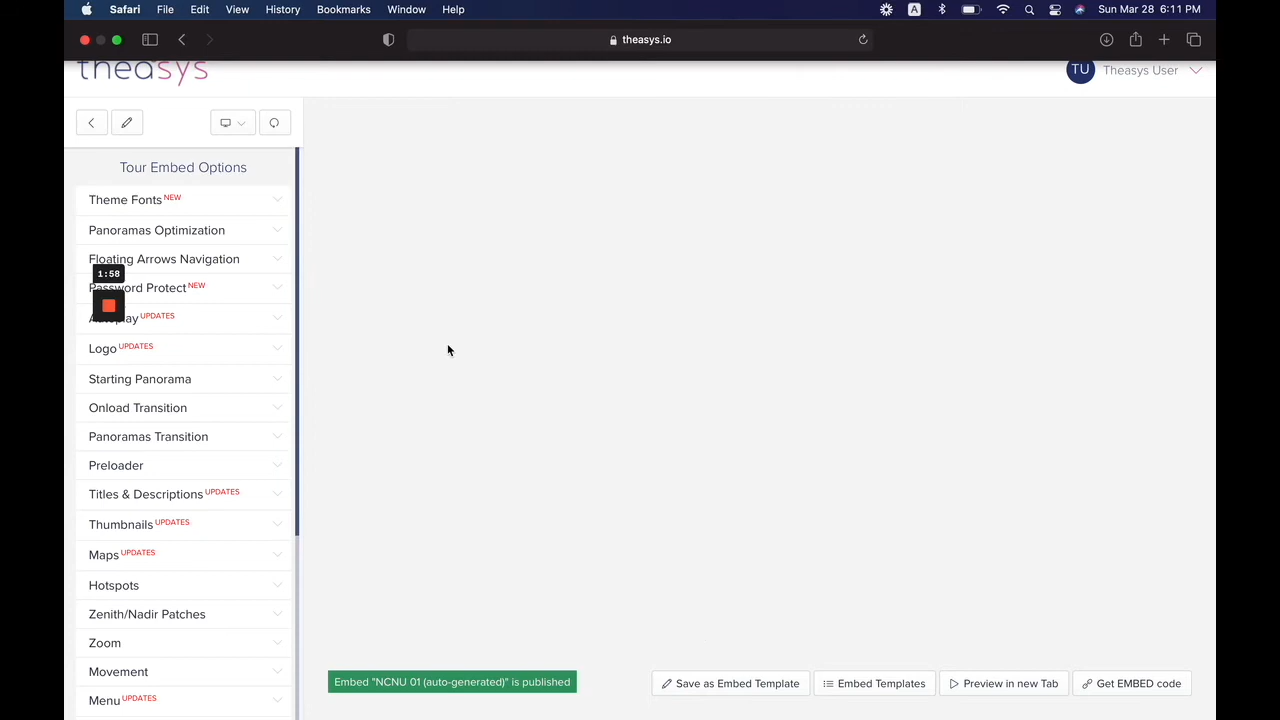 Safari File Edit View History Bookmarks Window Help A Sun Mar 28 6:11 PM
theasys.io
theasys TU Theasys User
Tour Embed Options
Theme Fonts NEW
Panoramas Optimization
Floating Arrows Navigation
1:58
Password Protect NEW
Autoplay UPDATES
Logo UPDATES
Starting Panorama
Onload Transition
Panoramas Transition
Preloader
Titles & Descriptions UPDATES
Thumbnails UPDATES
Maps UPDATES
Hotspots
Zenith/Nadir Patches
Zoom
Movement
Menu UPDATES
Embed "NCNU 01 (auto-generated)" is published Save as Embed Template Embed Templates Preview in new Tab Get EMBED code